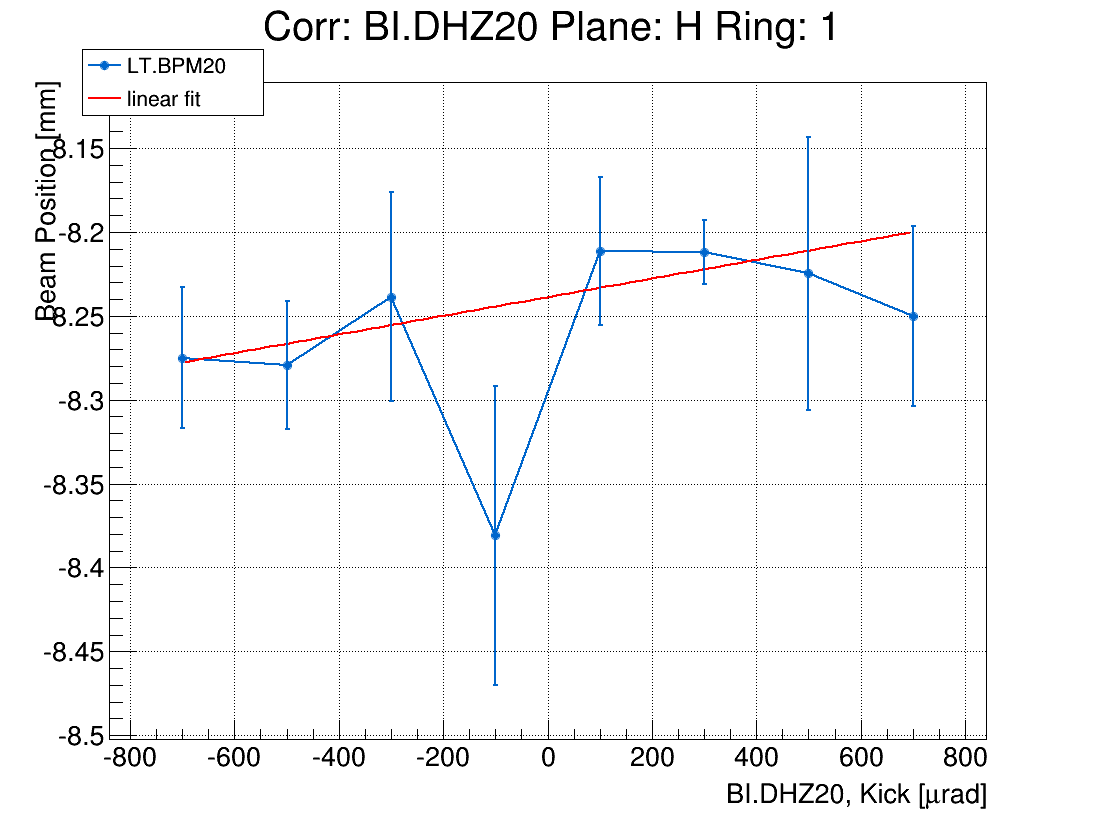 Corr: BI.DHZ20 Plane: H Ring: 1
LT.BPM20
linear fit
Beam Position [mm]
-8.15
-8.2
-8.25
-8.3
-8.35
-8.4
-8.45
-8.5
-800 -600 -400 -200 0 200 400 600 800
BI.DHZ20, Kick [μrad]